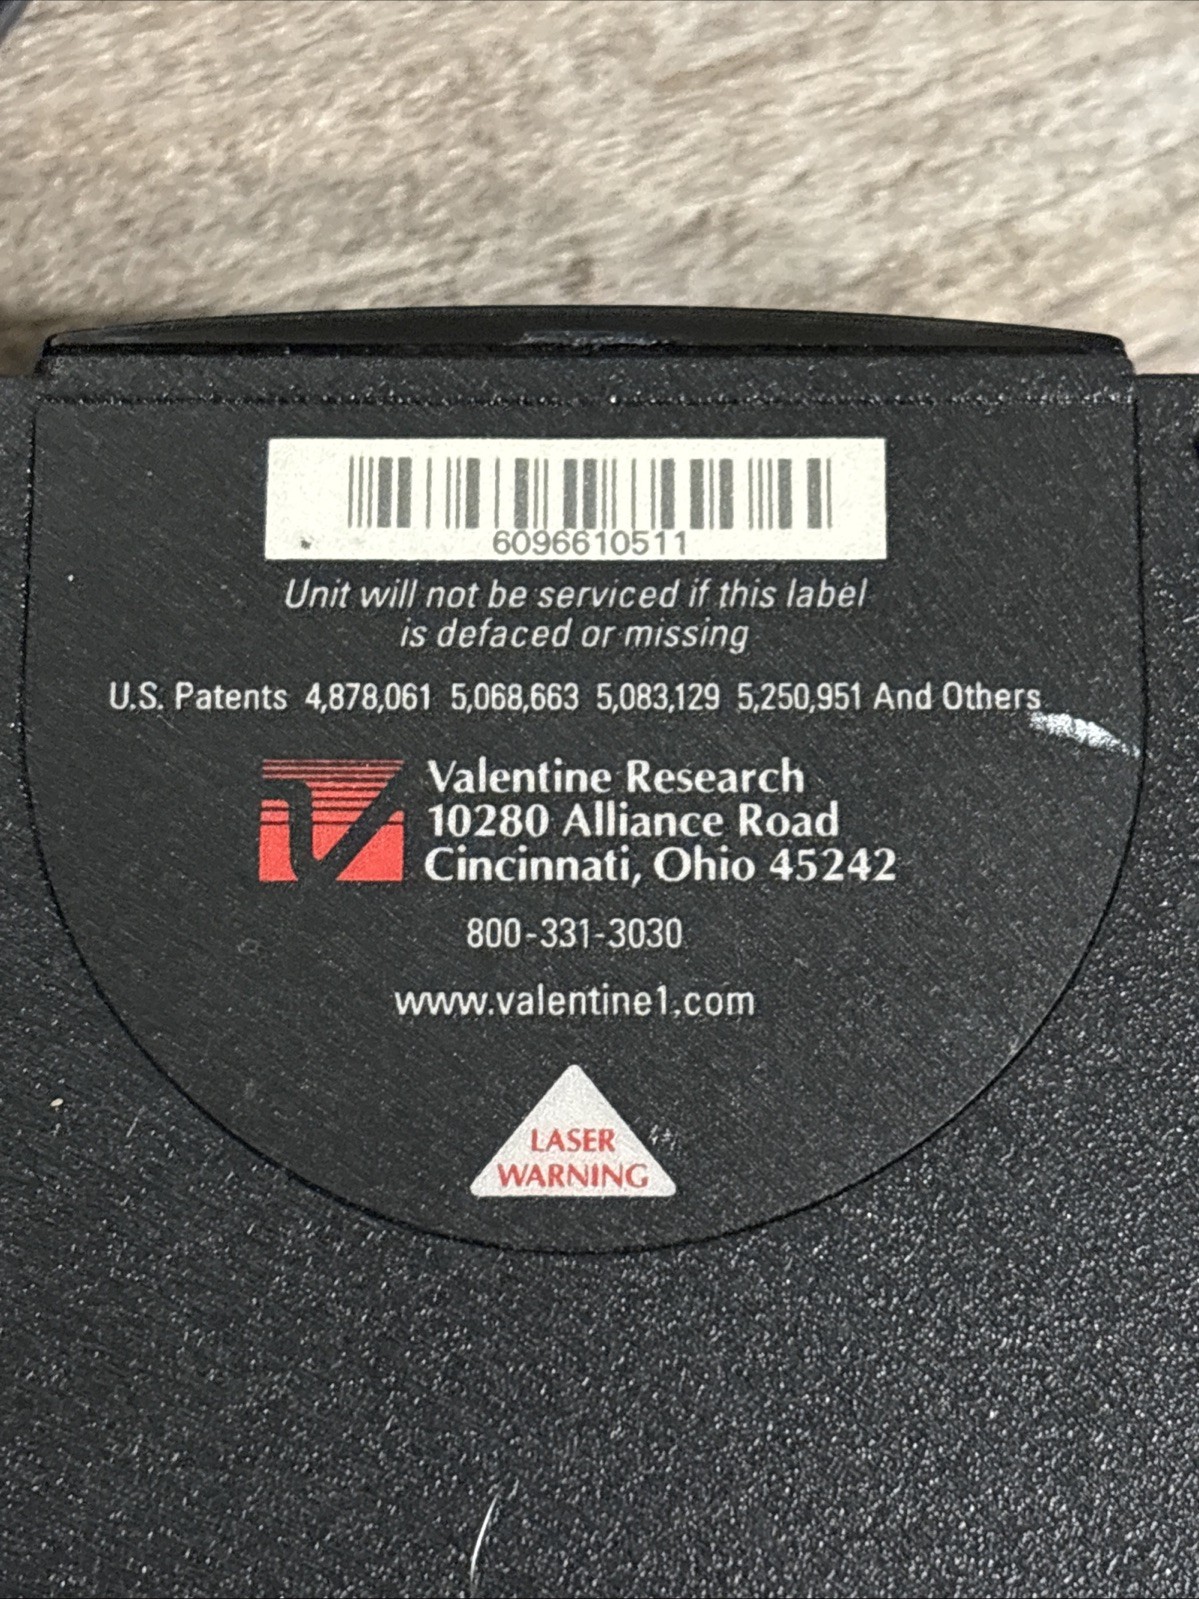 6096610511
Unit will not be serviced if this label
is defaced or missing
U.S. Patents 4,878,061 5,068,663 5,083,129 5,250,951 And Others
Valentine Research
10280 Alliance Road
Cincinnati, Ohio 45242
800-331-3030
www.valentine1.com
LASER
WARNING